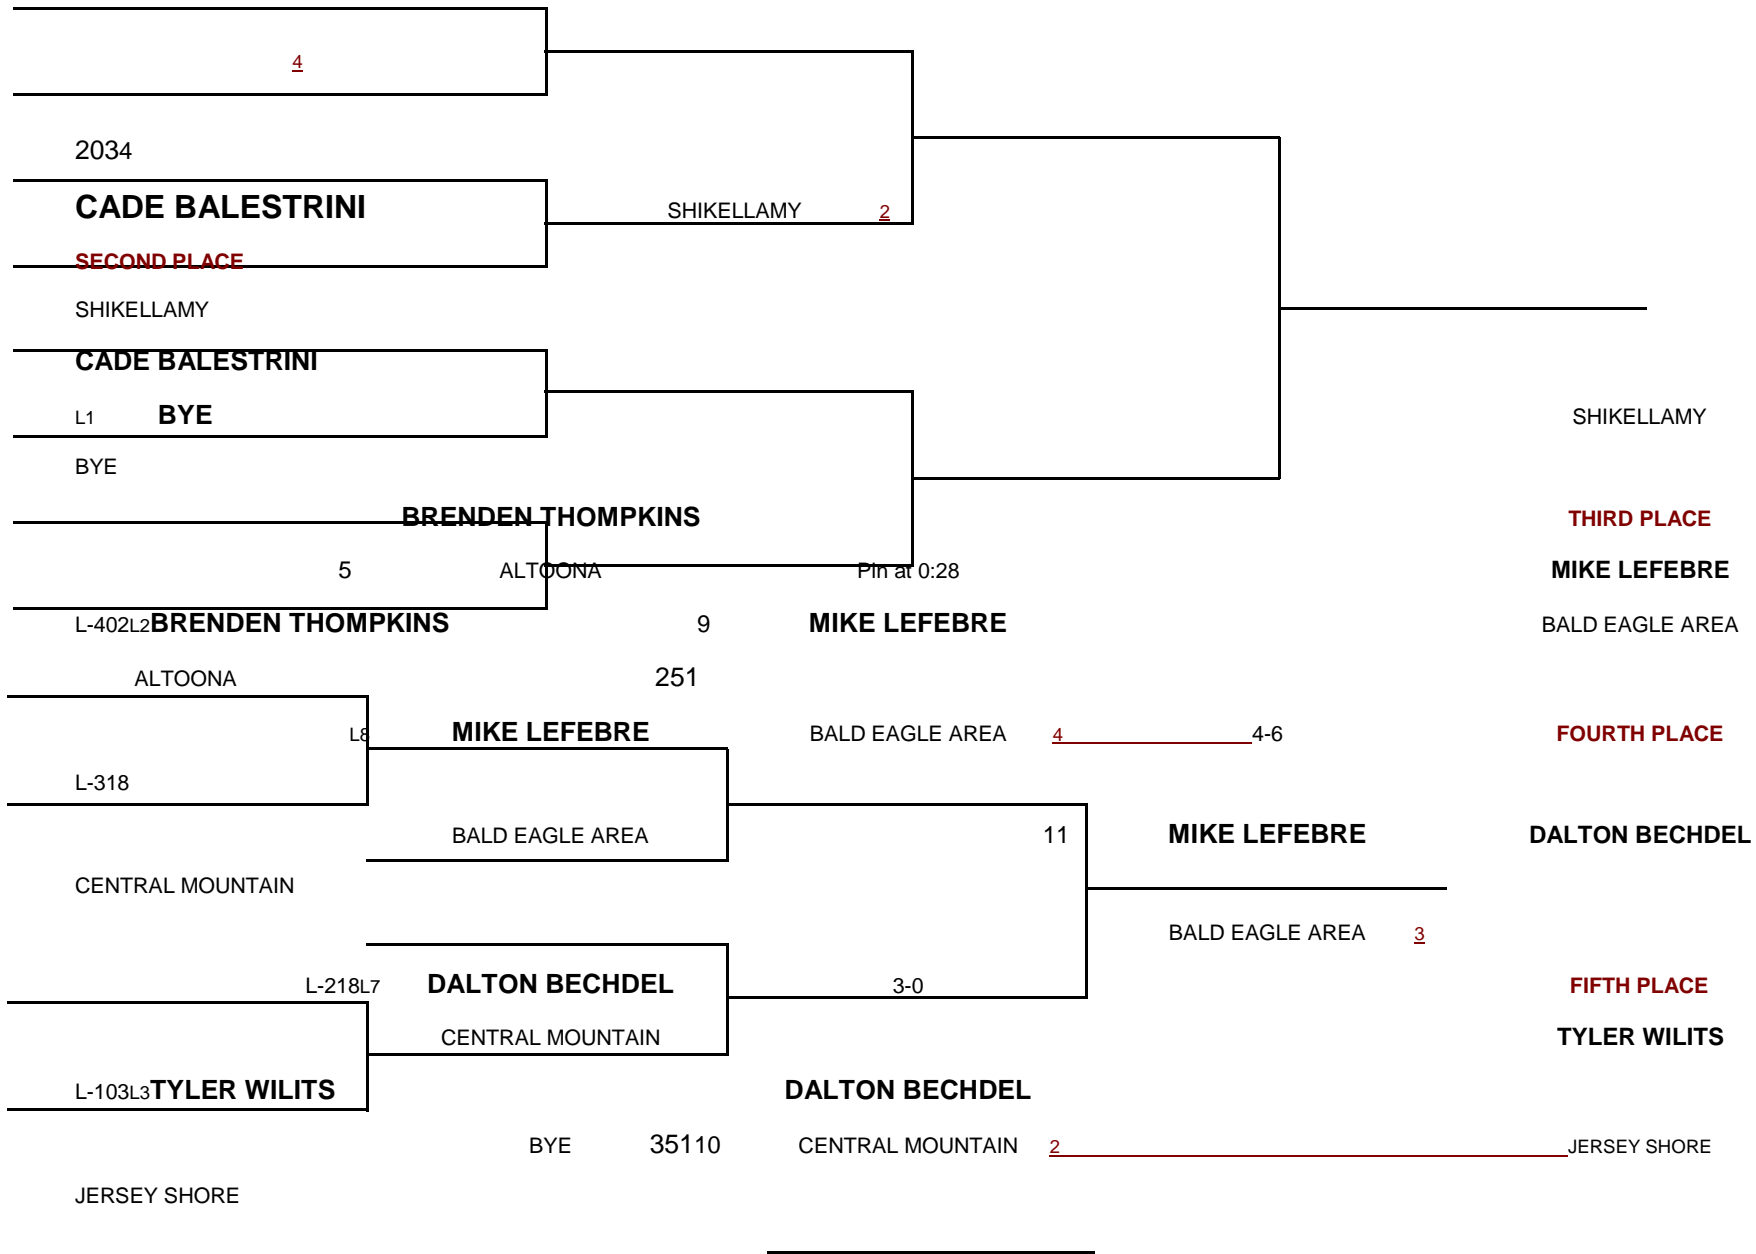 4
2034
CADE BALESTRINI
SHIKELLAMY 2
SECOND PLACE
SHIKELLAMY
CADE BALESTRINI
L1 BYE SHIKELLAMY
BYE
BRENDEN THOMPKINS THIRD PLACE
5 ALTOONA Pin at 0:28 MIKE LEFEBRE
L-402L2BRENDEN THOMPKINS 9 MIKE LEFEBRE BALD EAGLE AREA
ALTOONA 251
L8 MIKE LEFEBRE BALD EAGLE AREA 4 4-6 FOURTH PLACE
L-318
BALD EAGLE AREA 11 MIKE LEFEBRE DALTON BECHDEL
CENTRAL MOUNTAIN
BALD EAGLE AREA 3
L-218L7 DALTON BECHDEL 3-0 FIFTH PLACE
CENTRAL MOUNTAIN TYLER WILITS
L-103L3TYLER WILITS DALTON BECHDEL
BYE 35110 CENTRAL MOUNTAIN 2 JERSEY SHORE
JERSEY SHORE